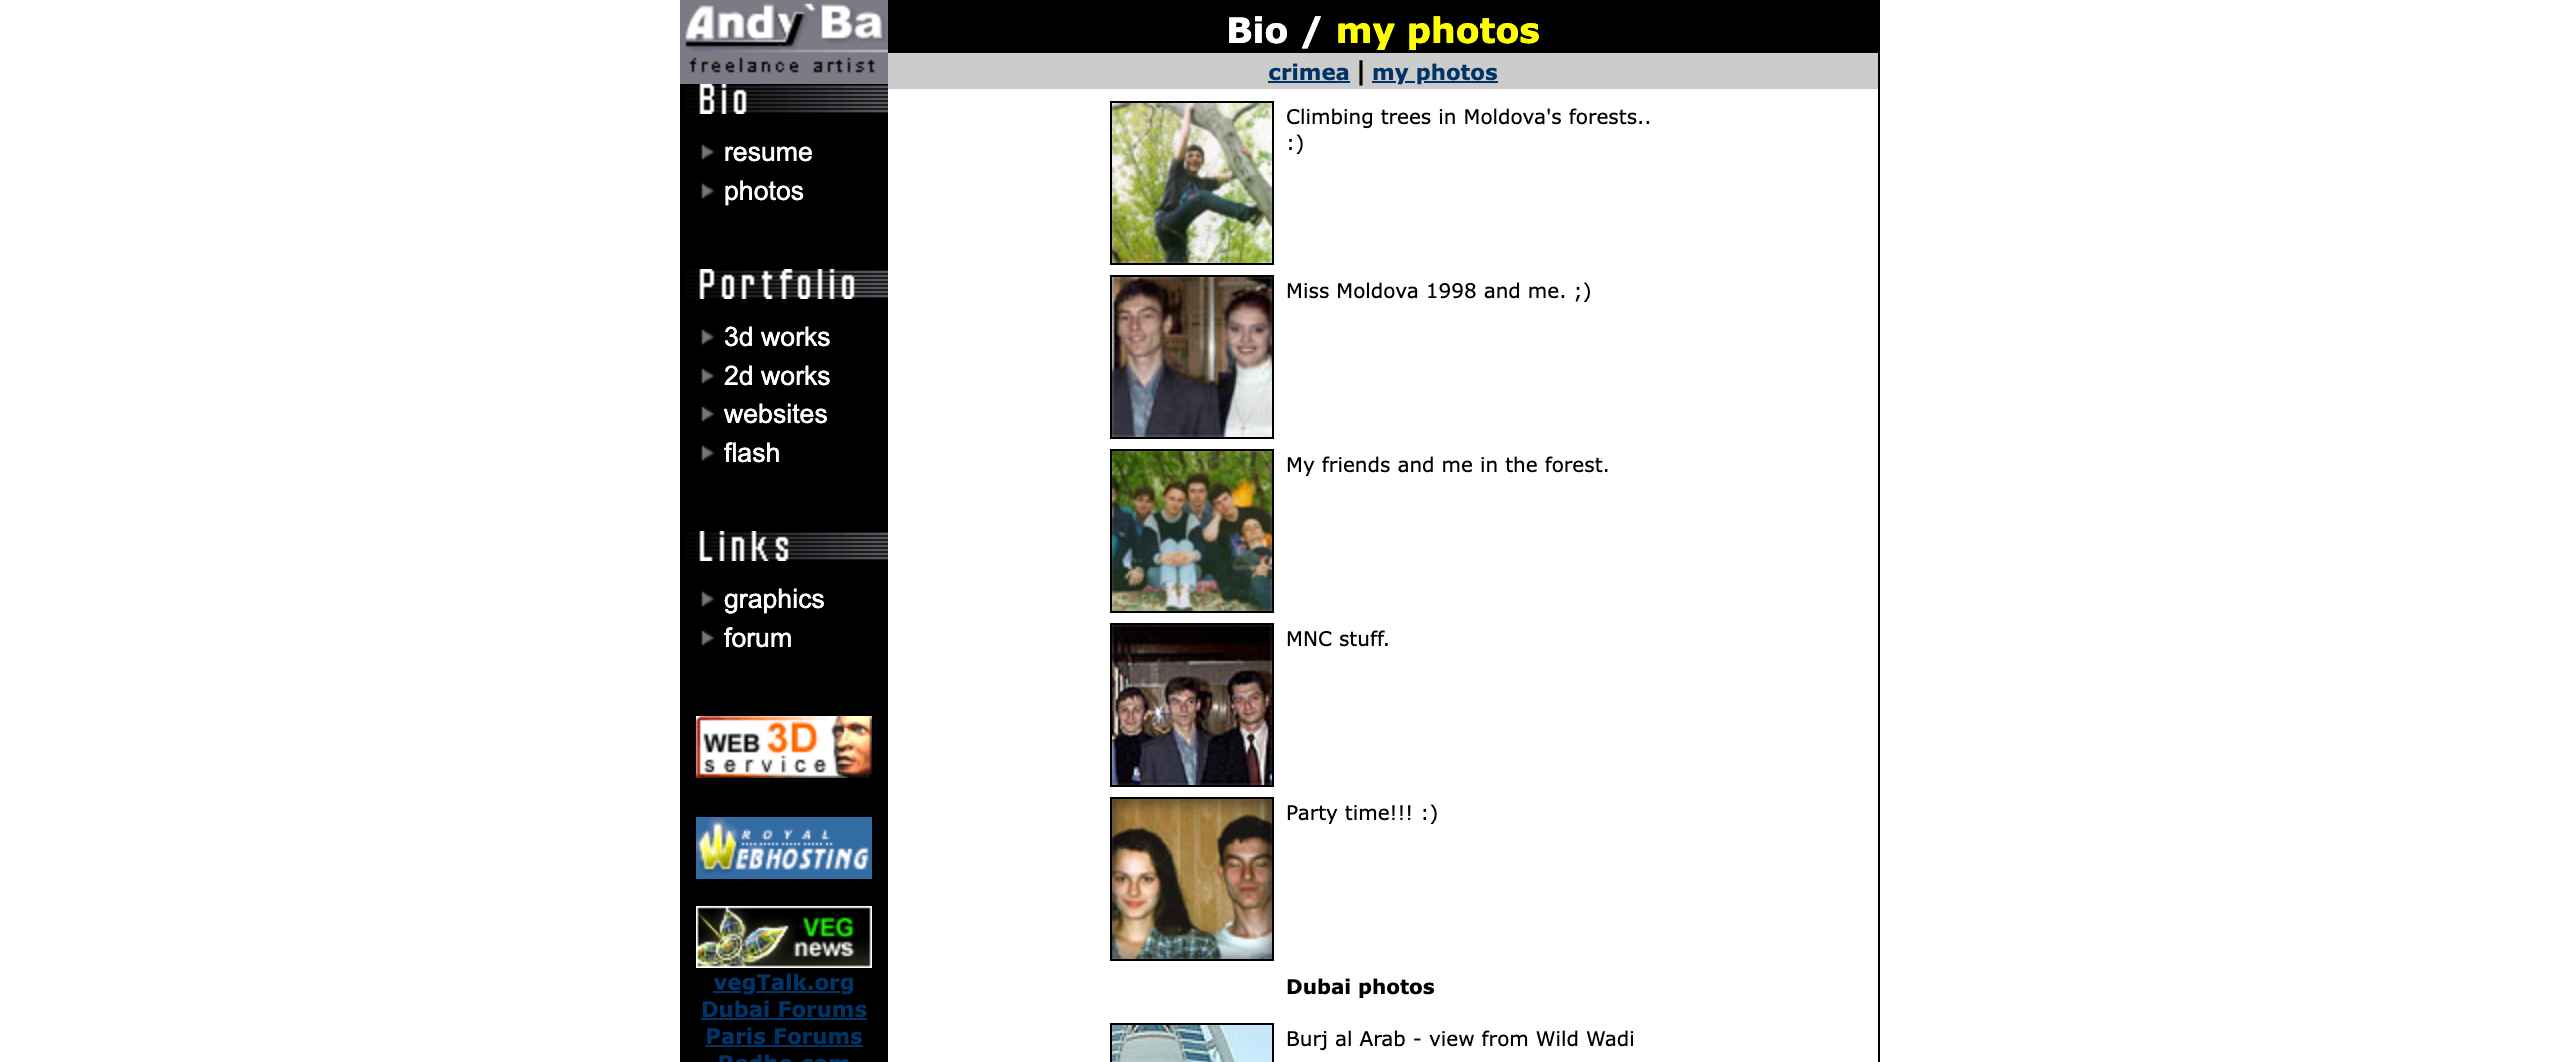 Andy`Ba
freelance artist
Bio
resume
photos
Portfolio
3d works
2d works
websites
flash
Links
graphics
forum
WEB 3D
service
ROYAL
WEBHOSTING
VEG
news
vegTalk.org
Dubai Forums
Paris Forums
Bio / my photos
crimea | my photos
Climbing trees in Moldova's forests..
:)
Miss Moldova 1998 and me. ;)
My friends and me in the forest.
MNC stuff.
Party time!!! :)
Dubai photos
Burj al Arab - view from Wild Wadi